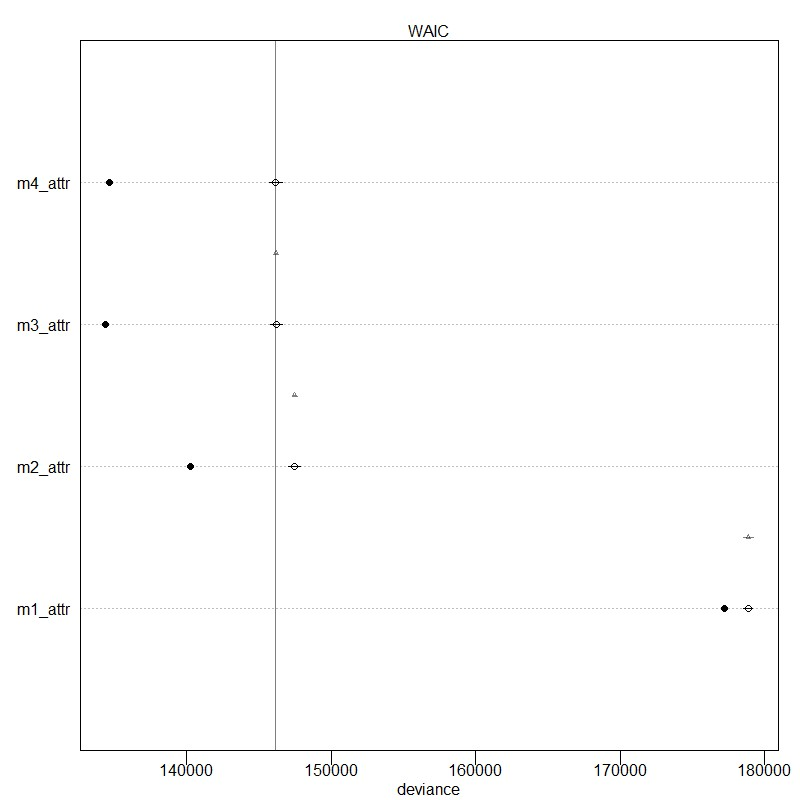 WAIC
m4_attr
m3_attr
m2_attr
m1_attr
140000 150000 160000 170000 180000
deviance